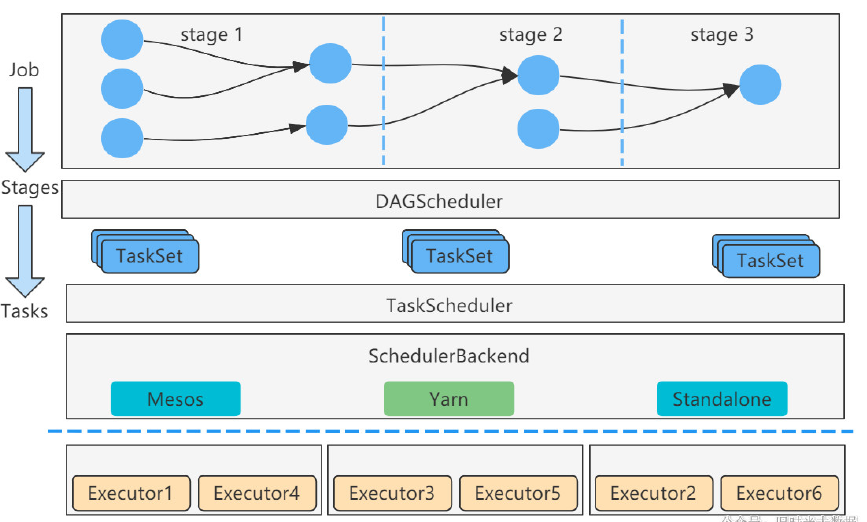 stage 1
stage 2
stage 3
Job
Stages
DAGScheduler
TaskSet
TaskSet
TaskSet
Tasks
TaskScheduler
SchedulerBackend
Mesos
Yarn
Standalone
Executor1
Executor4
Executor3
Executor5
Executor2
Executor6